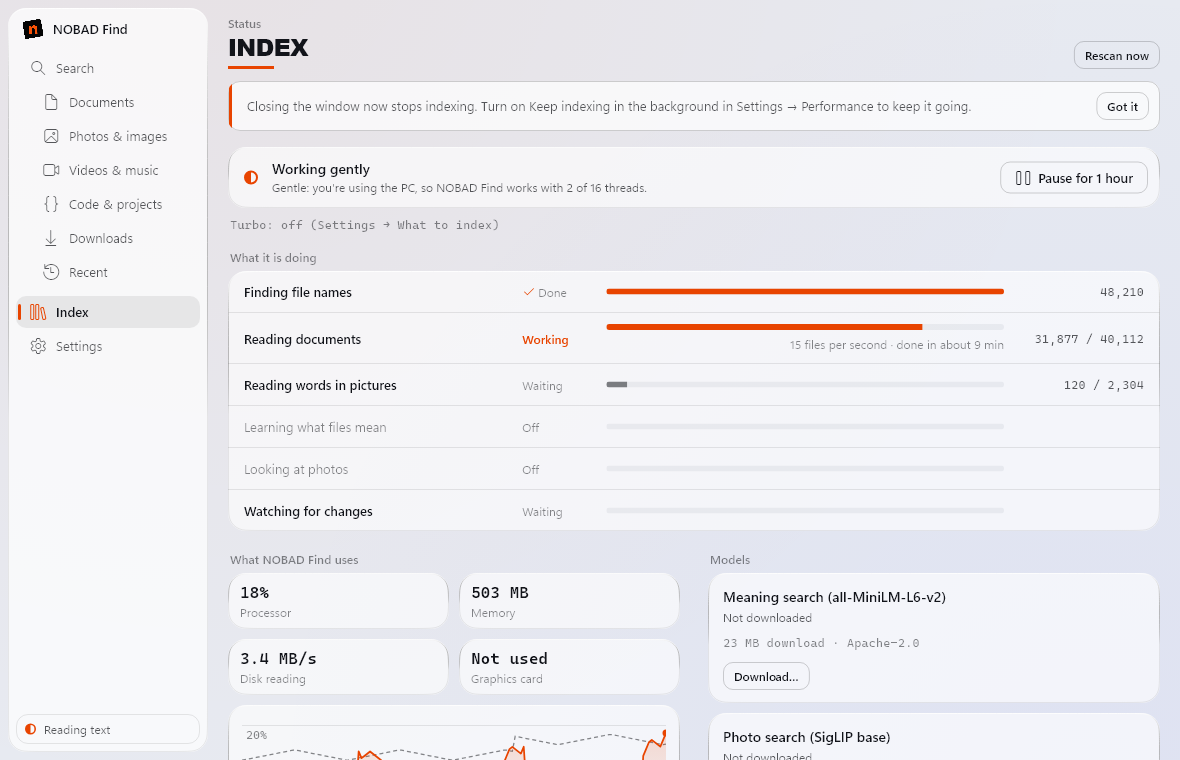 NOBAD Find
Search
Documents
Photos & images
Videos & music
Code & projects
Downloads
Recent
Index
Settings
Reading text
Status
INDEX
Rescan now
Closing the window now stops indexing. Turn on Keep indexing in the background in Settings → Performance to keep it going.
Got it
Working gently
Gentle: you're using the PC, so NOBAD Find works with 2 of 16 threads.
Pause for 1 hour
Turbo: off (Settings → What to index)
What it is doing
Finding file names Done 48,210
Reading documents Working 31,877 / 40,112
15 files per second · done in about 9 min
Reading words in pictures Waiting 120 / 2,304
Learning what files mean Off
Looking at photos Off
Watching for changes Waiting
What NOBAD Find uses
18%
Processor
503 MB
Memory
3.4 MB/s
Disk reading
Not used
Graphics card
20%
Models
Meaning search (all-MiniLM-L6-v2)
Not downloaded
23 MB download · Apache-2.0
Download...
Photo search (SigLIP base)
Not downloaded